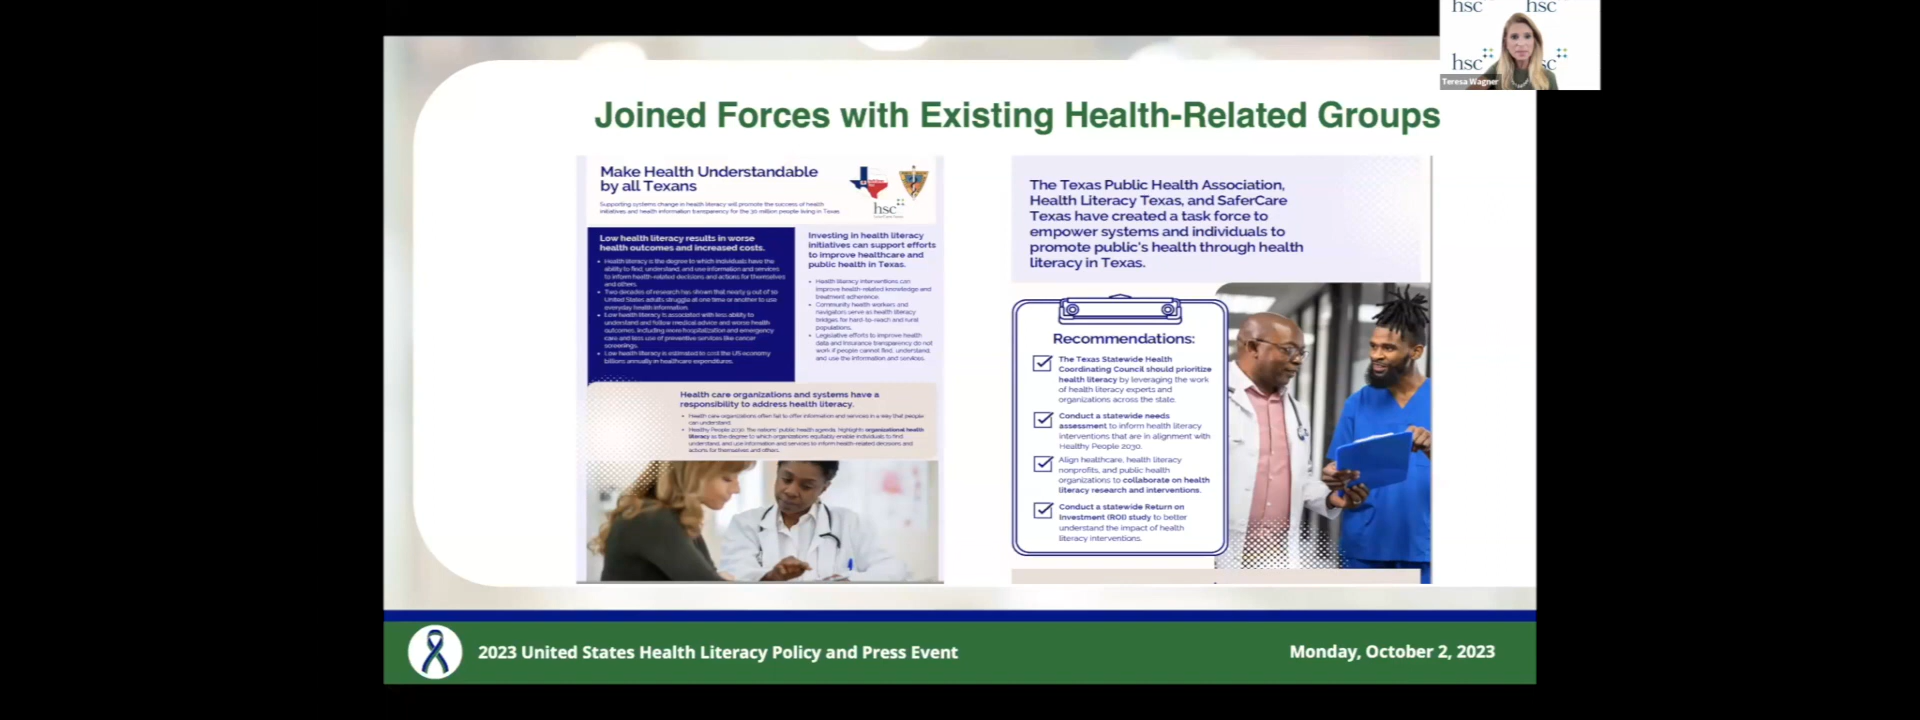 hsc hsc
hsc sc
Teresa Wagner
Joined Forces with Existing Health-Related Groups
Make Health Understandable
by all Texans
Supporting systems change in health literacy will promote the success of health
initiatives and health information transparency for the 30 million people living in Texas
hsc
Low health literacy results in worse
health outcomes and increased costs.
• Health literacy is the degree to which individuals have the
ability to find, understand, and use information and services
to inform health-related decisions and actions for themselves
and others.
• Two decades of research has shown that nearly 9 out of 10
United States adults struggle at one time or another to use
everyday health information.
• Low health literacy is associated with less ability to
understand and follow medical advice and worse health
outcomes, including more hospitalization and emergency
care and less use of preventive services like cancer
screenings.
• Low health literacy is estimated to cost the US economy
billions annually in healthcare expenditures.
Investing in health literacy
initiatives can support efforts
to improve healthcare and
public health in Texas.
• Health literacy interventions can
improve health-related knowledge and
treatment adherence.
• Community health workers and
navigators serve as health literacy
bridges for hard-to-reach and rural
populations.
• Legislative efforts to improve health
data and insurance transparency do not
work if people cannot find, understand,
and use the information and services.
Health care organizations and systems have a
responsibility to address health literacy.
• Health care organizations often fail to offer information and services in a way that people
can understand.
• Healthy People 2030, The nations' public health agenda, highlights organizational health
literacy as the degree to which organizations equitably enable individuals to find,
understand, and use information and services to inform health-related decisions and
actions for themselves and others.
The Texas Public Health Association,
Health Literacy Texas, and SaferCare
Texas have created a task force to
empower systems and individuals to
promote public's health through health
literacy in Texas.
Recommendations:
The Texas Statewide Health
Coordinating Council should prioritize
health literacy by leveraging the work
of health literacy experts and
organizations across the state.
Conduct a statewide needs
assessment to inform health literacy
interventions that are in alignment with
Healthy People 2030.
Align healthcare, health literacy
nonprofits, and public health
organizations to collaborate on health
literacy research and interventions.
Conduct a statewide Return on
Investment (ROI) study to better
understand the impact of health
literacy interventions.
2023 United States Health Literacy Policy and Press Event
Monday, October 2, 2023